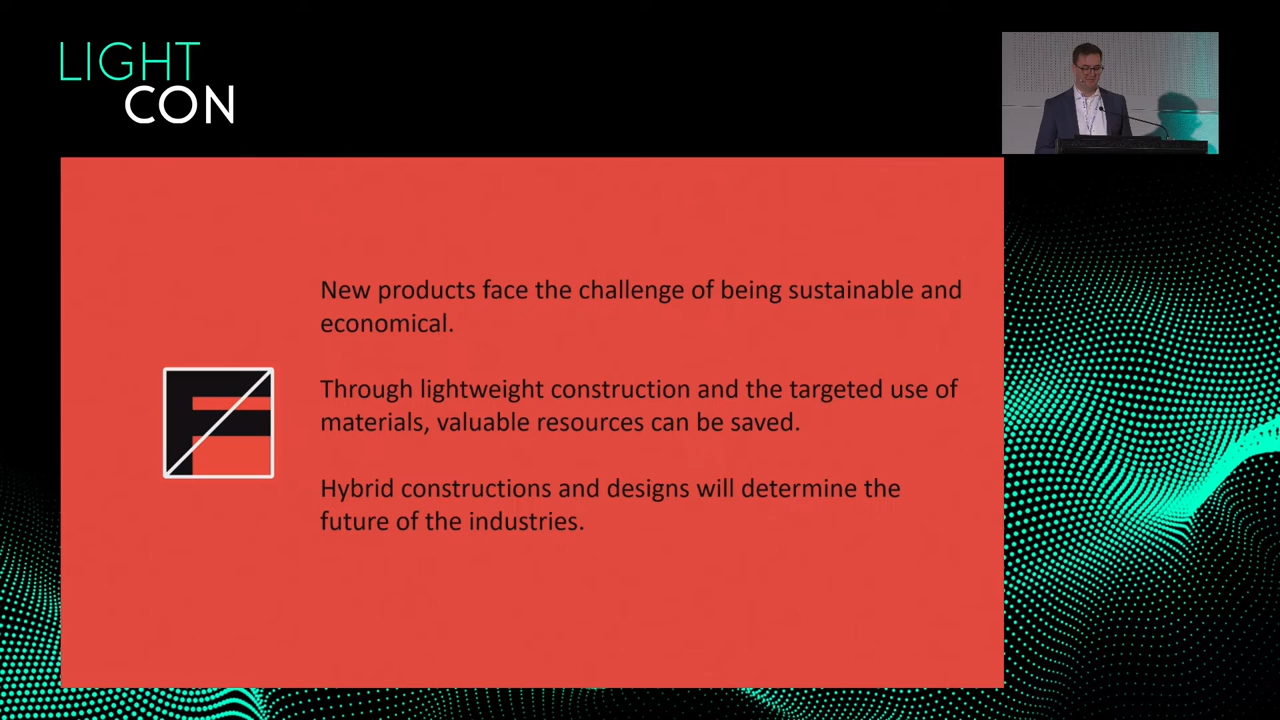 LIGHT
CON
New products face the challenge of being sustainable and
economical.
Through lightweight construction and the targeted use of
materials, valuable resources can be saved.
Hybrid constructions and designs will determine the
future of the industries.
F